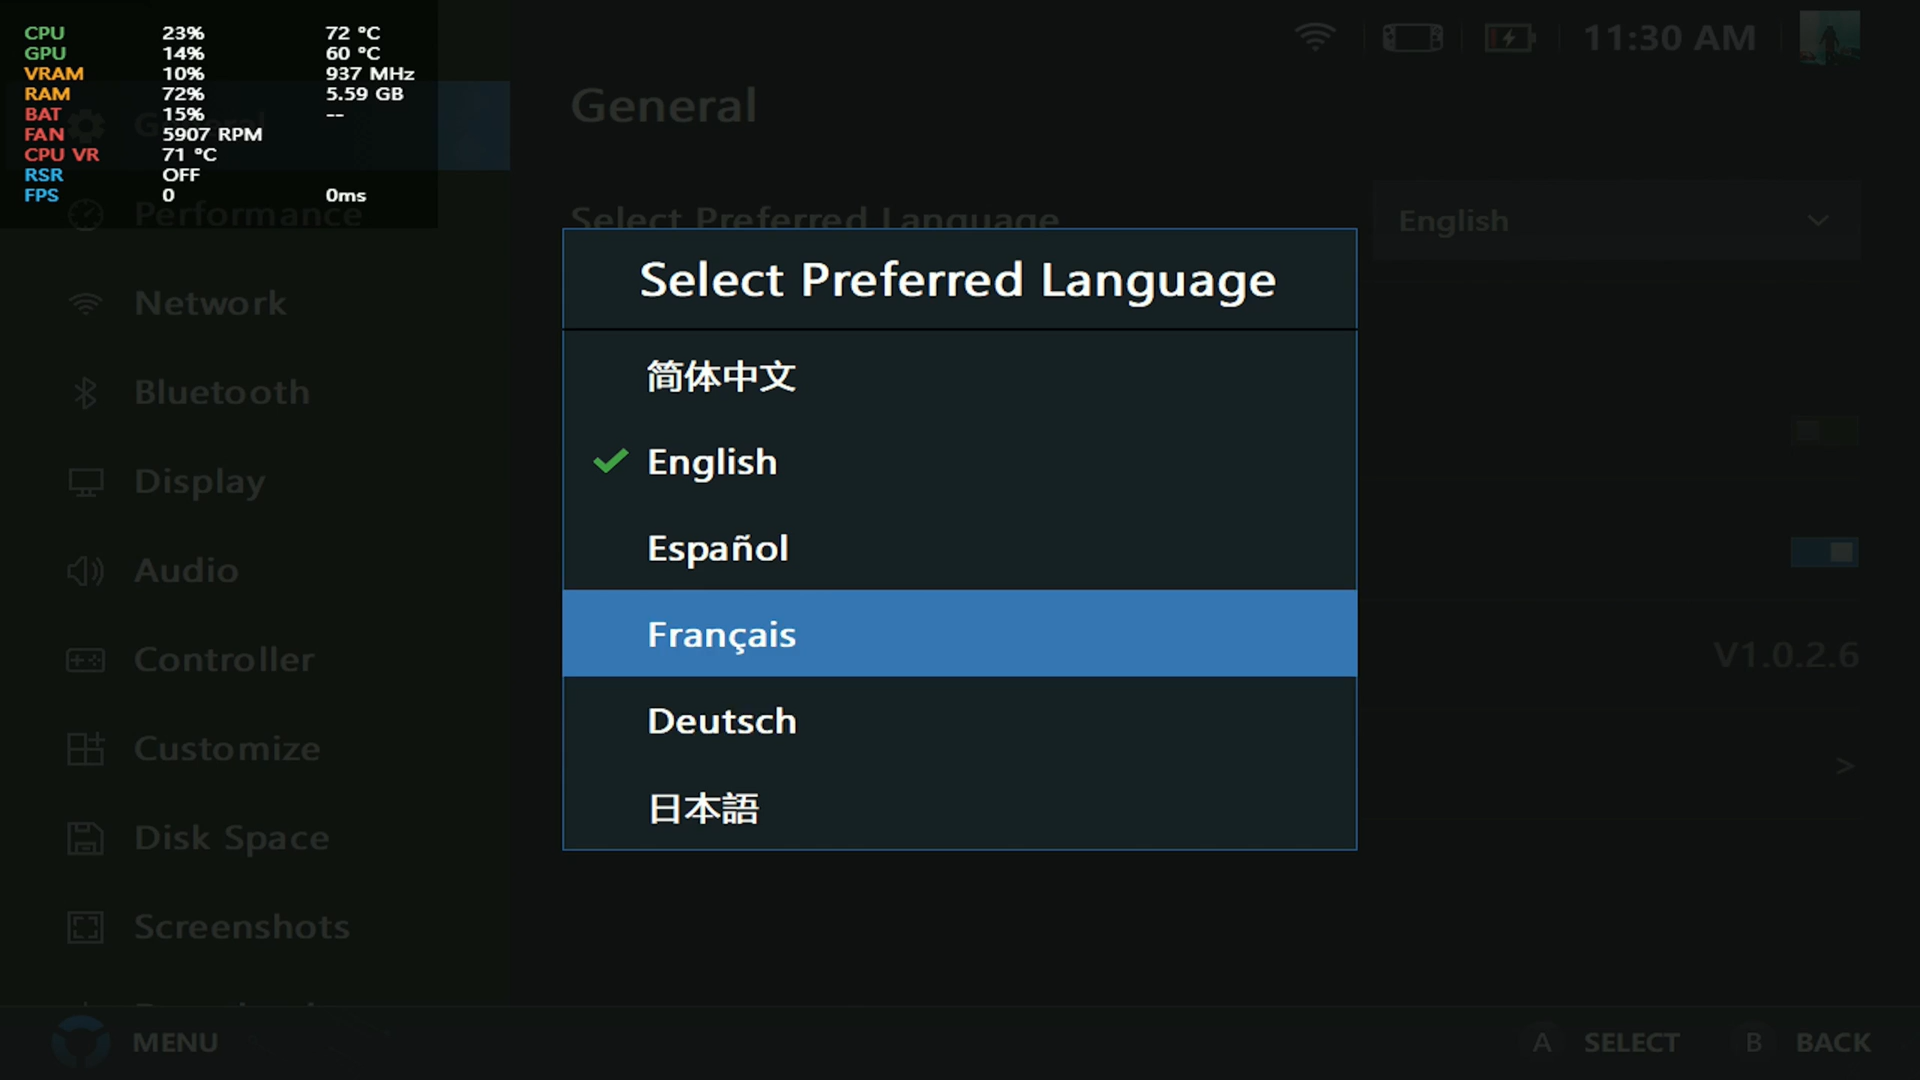 CPU 23% 72 °C
GPU 14% 60 °C
VRAM 10% 937 MHz
RAM 72% 5.59 GB
BAT 15% --
FAN 5907 RPM
CPU VR 71 °C
RSR OFF
FPS 0 0ms
11:30 AM
General
General
Performance
Network
Bluetooth
Display
Audio
Controller
Customize
Disk Space
Screenshots
Select Preferred Language
English
Select Preferred Language
简体中文
English
Español
Français
Deutsch
日本語
V1.0.2.6
>
MENU
A SELECT
B BACK